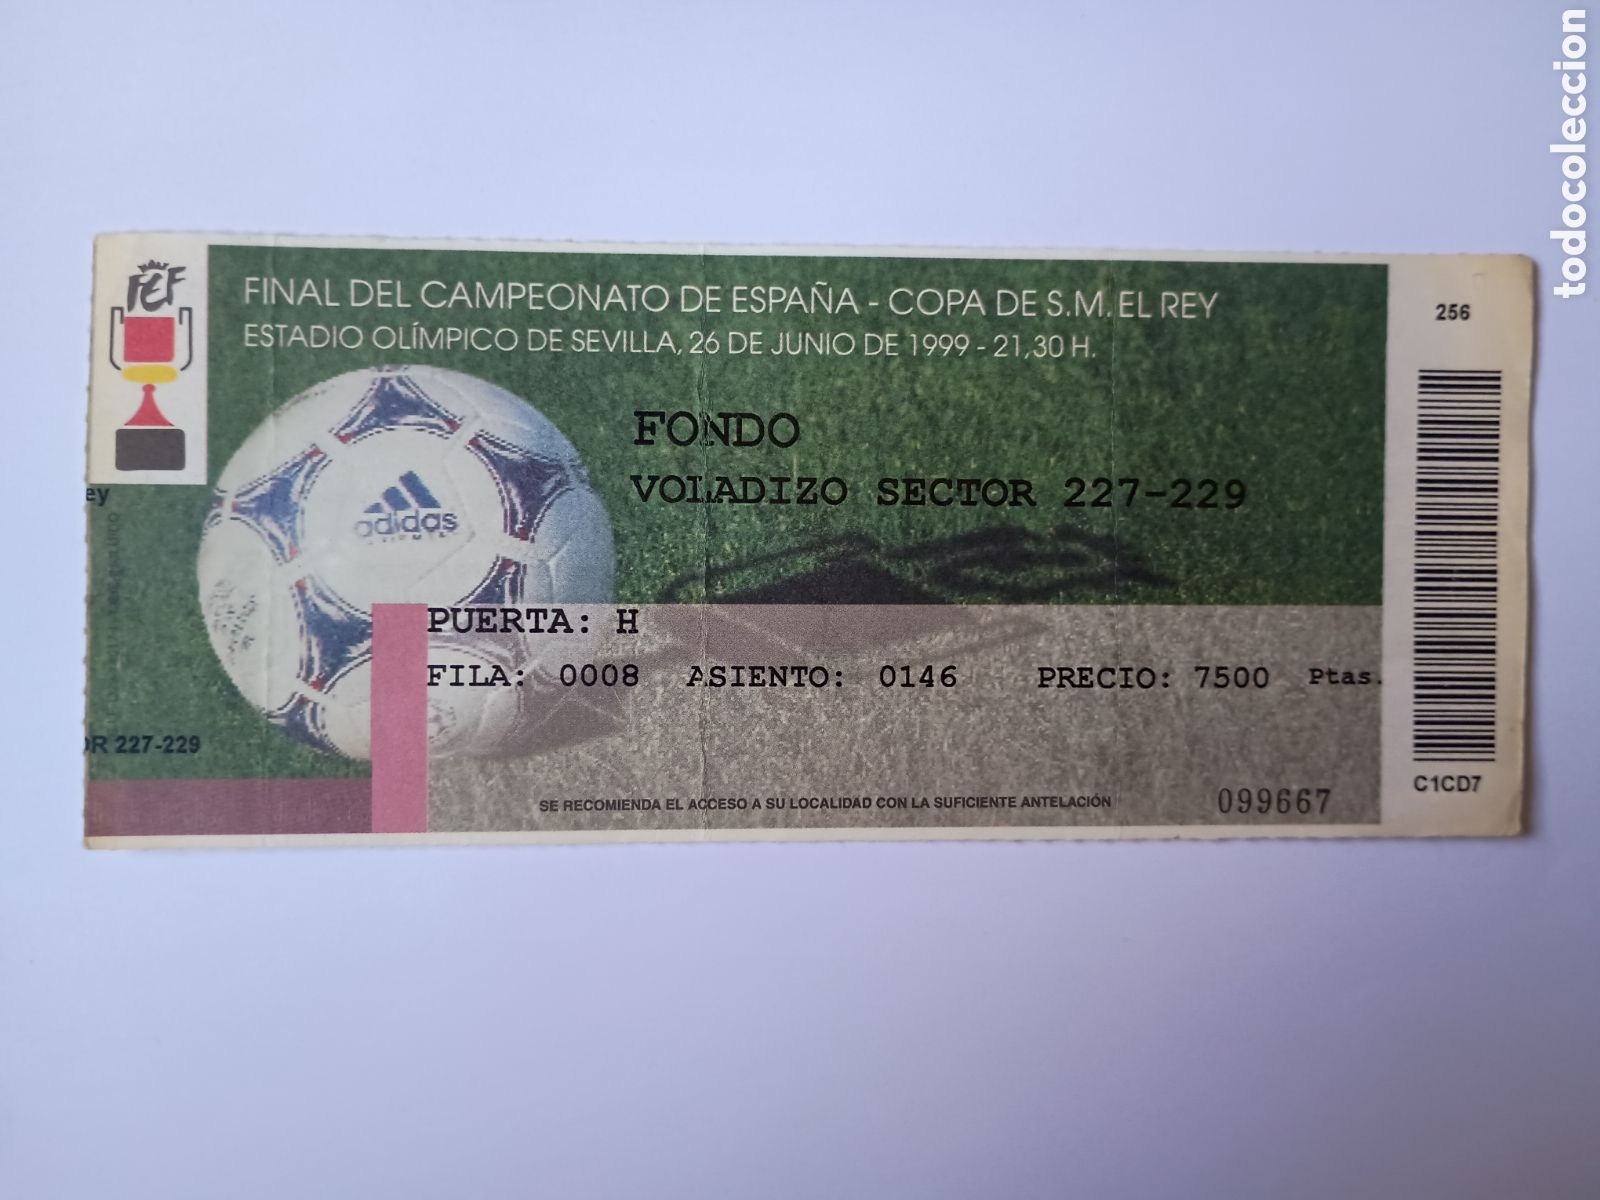 todocoleccion
FEF
FINAL DEL CAMPEONATO DE ESPAÑA - COPA DE S.M. EL REY
ESTADIO OLÍMPICO DE SEVILLA, 26 DE JUNIO DE 1999 - 21,30 H.
256
FONDO
VOLADIZO SECTOR 227-229
adidas
ey
PUERTA: H
FILA: 0008 ASIENTO: 0146 PRECIO: 7500 Ptas.
OR 227-229
C1CD7
SE RECOMIENDA EL ACCESO A SU LOCALIDAD CON LA SUFICIENTE ANTELACIÓN
099667